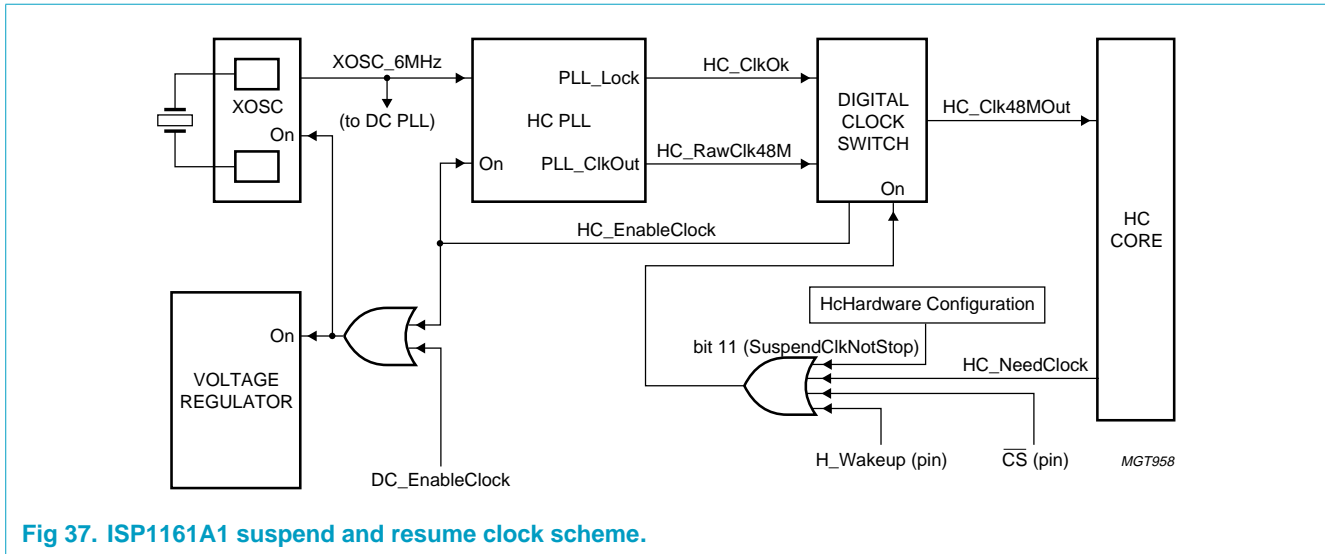 XOSC_6MHz
XOSC
On
(to DC PLL)
PLL_Lock
HC PLL
On
PLL_ClkOut
HC_ClkOk
HC_RawClk48M
DIGITAL
CLOCK
SWITCH
On
HC_Clk48MOut
HC
CORE
HC_EnableClock
VOLTAGE
REGULATOR
On
DC_EnableClock
HcHardware Configuration
bit 11 (SuspendClkNotStop)
HC_NeedClock
H_Wakeup (pin)
C̅S̅ (pin)
MGT958
Fig 37. ISP1161A1 suspend and resume clock scheme.